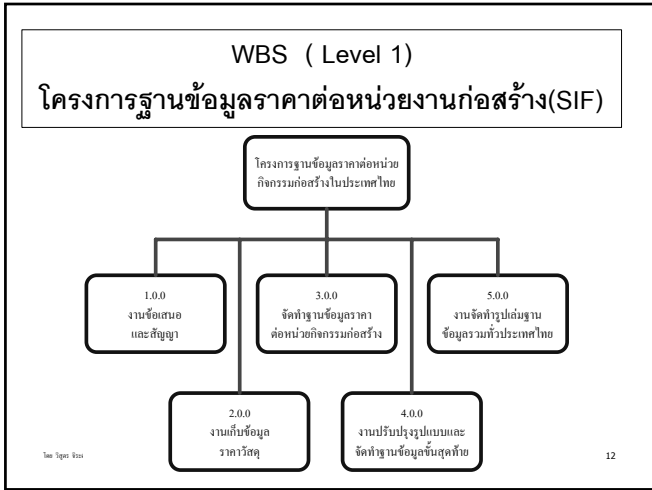 WBS ( Level 1)
โครงการฐานข้อมูลราคาต่อหน่วยงานก่อสร้าง(SIF)
โครงการฐานข้อมูลราคาต่อหน่วย
กิจกรรมก่อสร้างในประเทศไทย
1.0.0
งานข้อเสนอ
และสัญญา
3.0.0
จัดทำฐานข้อมูลราคา
ต่อหน่วยกิจกรรมก่อสร้าง
5.0.0
งานจัดทำรูปเล่มฐาน
ข้อมูลรวมทั่วประเทศไทย
2.0.0
งานเก็บข้อมูล
ราคาวัสดุ
4.0.0
งานปรับปรุงรูปแบบและ
จัดทำฐานข้อมูลขั้นสุดท้าย
โดย วิสูตร จิระ
12